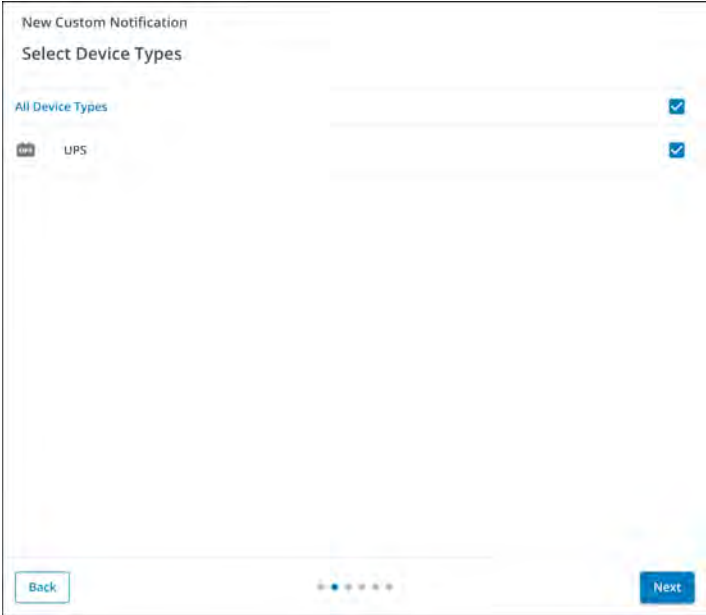 New Custom Notification
Select Device Types
All Device Types
UPS
Back
Next